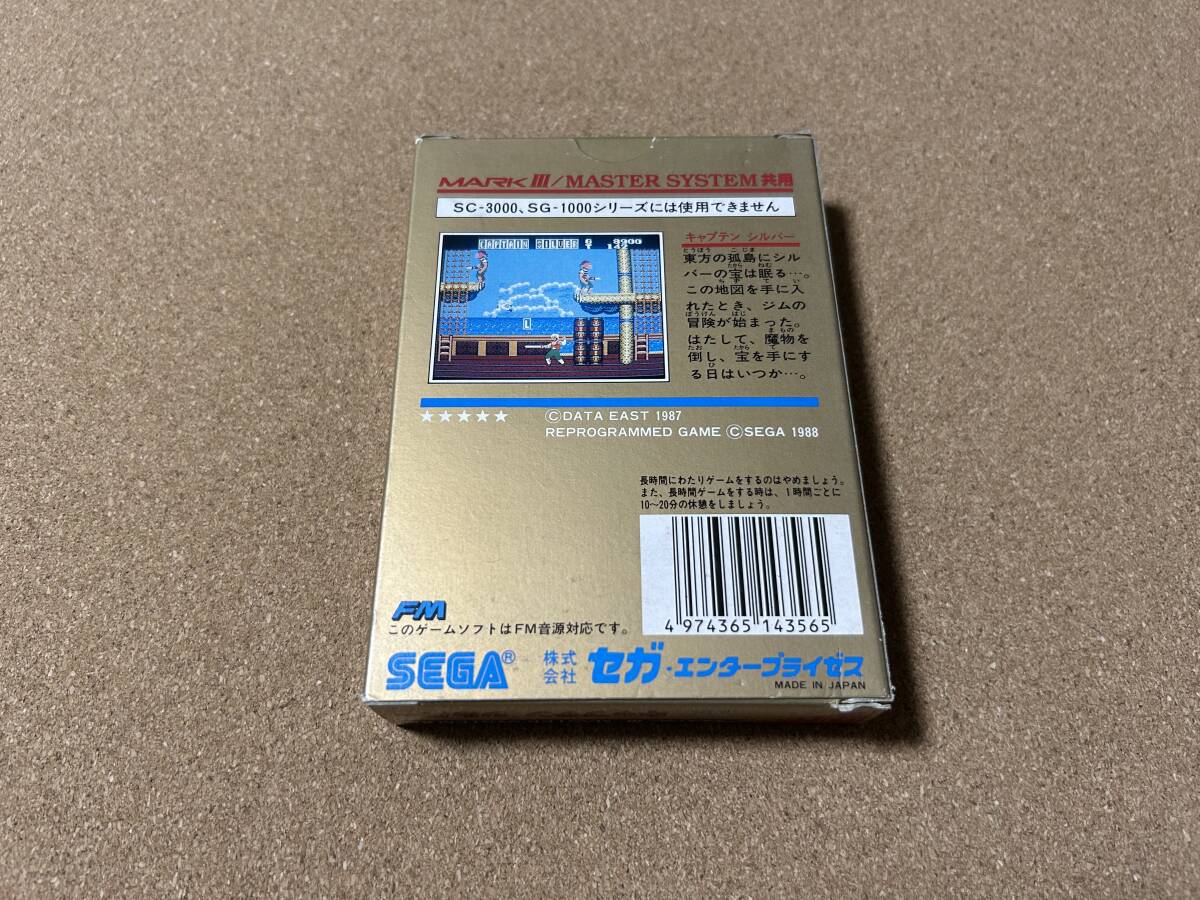 MARK III/MASTER SYSTEM共用
SC-3000、SG-1000シリーズには使用できません
CAPTAIN SILVER G 9900
T 142
L
キャプテン シルバー
東方の孤島にシル
バーの宝は眠る…。
この地図を手に入
れたとき、ジムの
冒険が始まった。
はたして、魔物を
倒し、宝を手にす
る日はいつか…。
★★★★★
©DATA EAST 1987
REPROGRAMMED GAME ©SEGA 1988
長時間にわたりゲームをするのはやめましょう。
また、長時間ゲームをする時は、1時間ごとに
10〜20分の休憩をしましょう。
4 974365 143565
FM
このゲームソフトはFM音源対応です。
SEGA® 株式会社 セガ・エンタープライゼス
MADE IN JAPAN